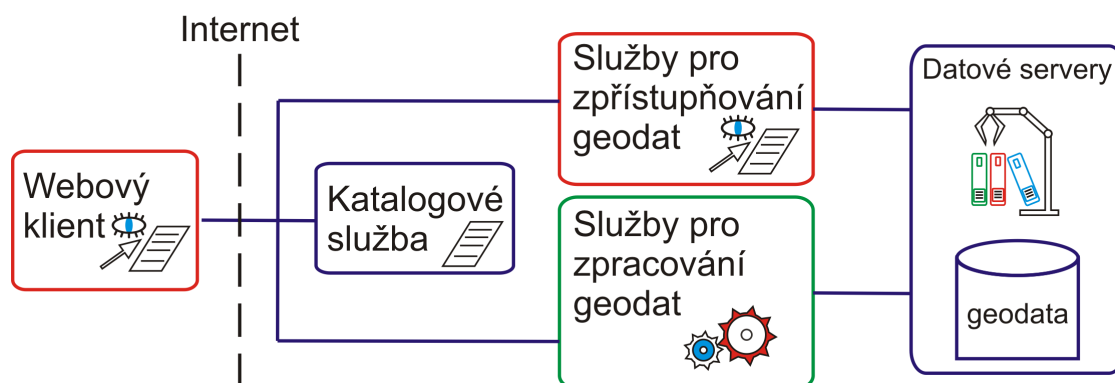 Internet
Webový
klient
Katalogové
služba
Služby pro
zpřístupňování
geodat
Služby pro
zpracování
geodat
Datové servery
geodata